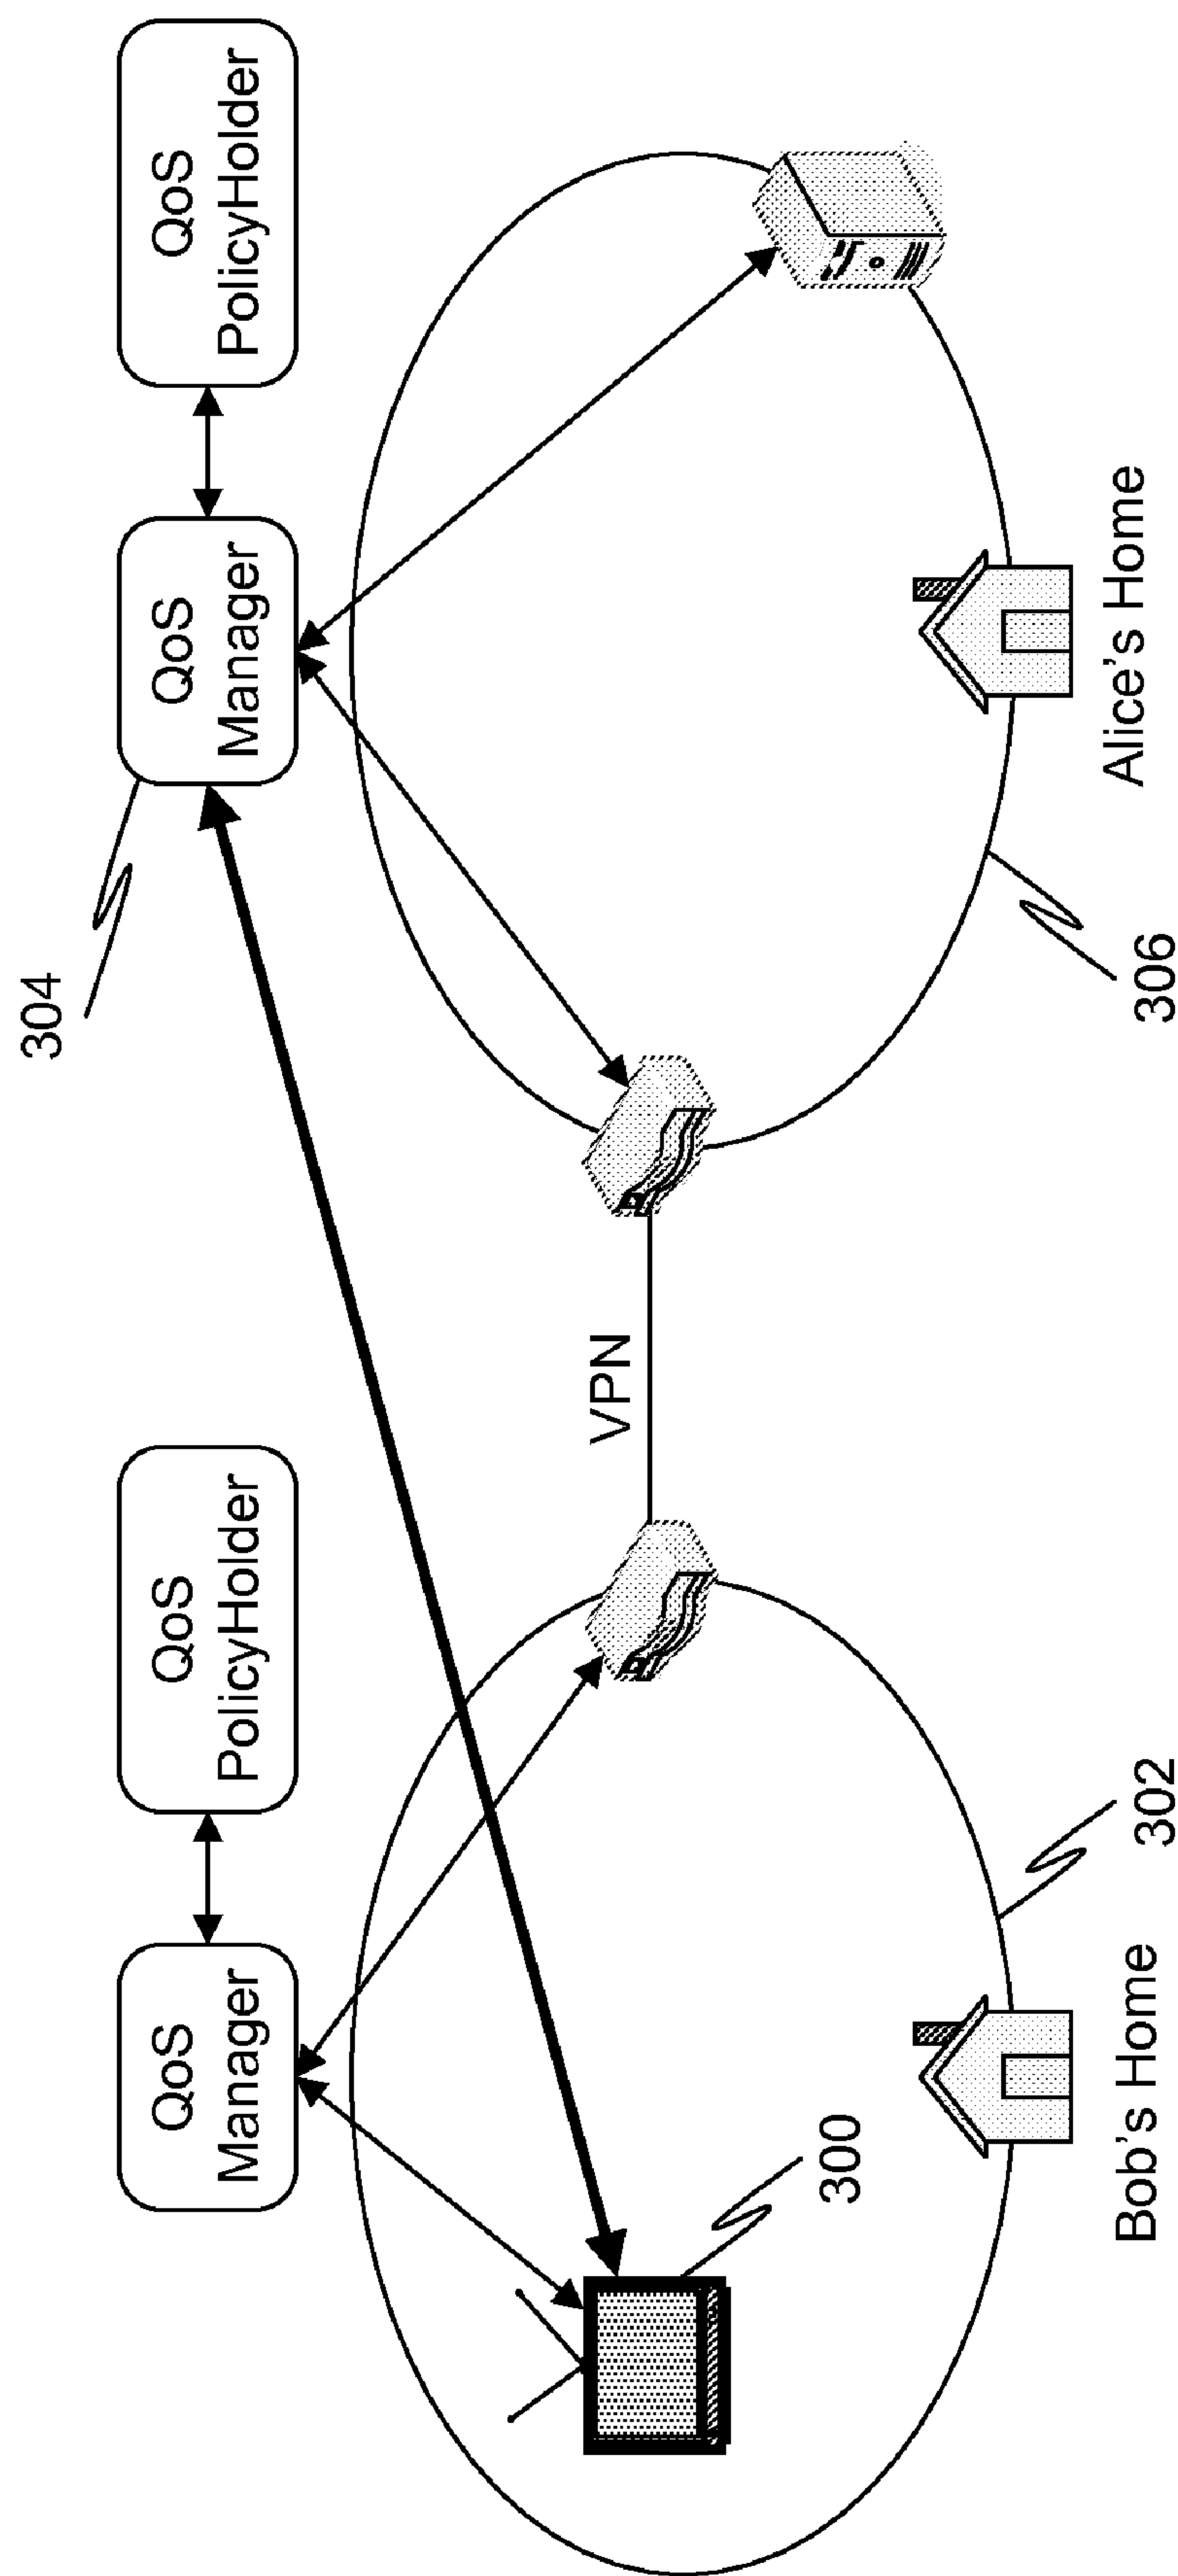 QoS
Manager
QoS
PolicyHolder
304
QoS
Manager
QoS
PolicyHolder
VPN
300
Bob's Home
302
306
Alice's Home